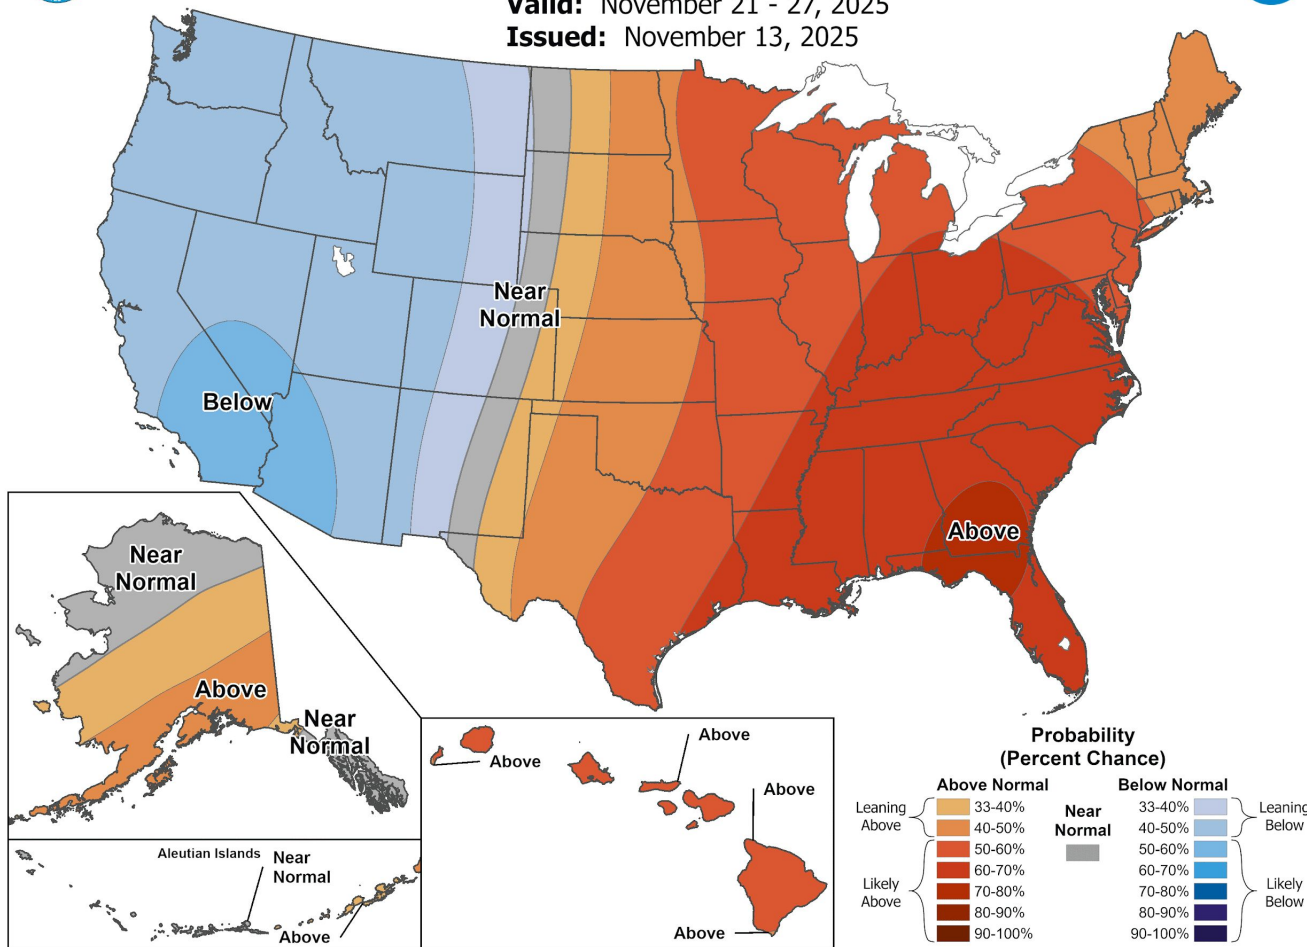 Valid: November 21 - 27, 2025
Issued: November 13, 2025
Near
Normal
Below
Above
Near
Normal
Above
Near
Normal
Aleutian Islands
Near
Normal
Above
Above
Above
Above
Above
Probability
(Percent Chance)
Above Normal
Below Normal
Leaning
Above
33-40%
40-50%
Near
Normal
33-40%
40-50%
Leaning
Below
Likely
Above
50-60%
60-70%
70-80%
80-90%
90-100%
50-60%
60-70%
70-80%
80-90%
90-100%
Likely
Below